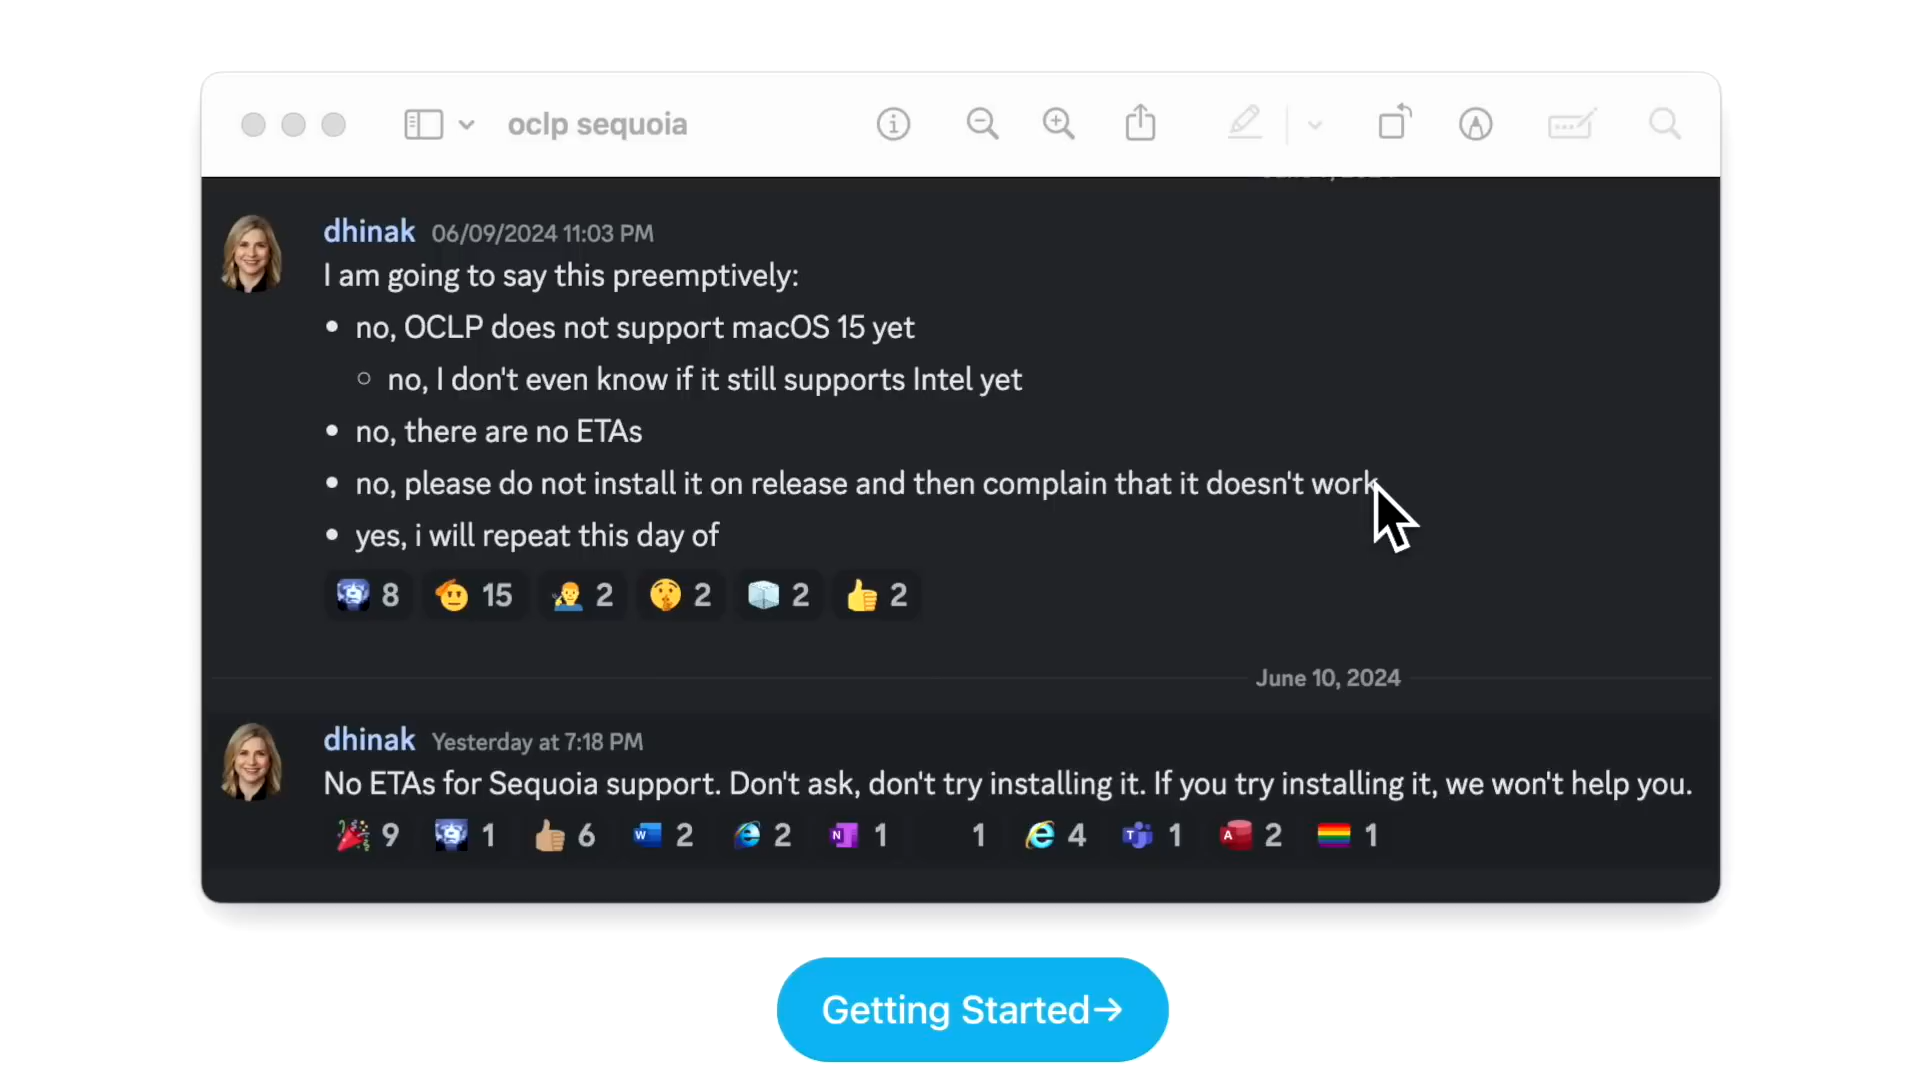 oclp sequoia
dhinak 06/09/2024 11:03 PM
I am going to say this preemptively:
• no, OCLP does not support macOS 15 yet
○ no, I don't even know if it still supports Intel yet
• no, there are no ETAs
• no, please do not install it on release and then complain that it doesn't work
• yes, i will repeat this day of
8 15 2 2 2 2
June 10, 2024
dhinak Yesterday at 7:18 PM
No ETAs for Sequoia support. Don't ask, don't try installing it. If you try installing it, we won't help you.
9 1 6 2 2 1 1 4 1 2 1
Getting Started→